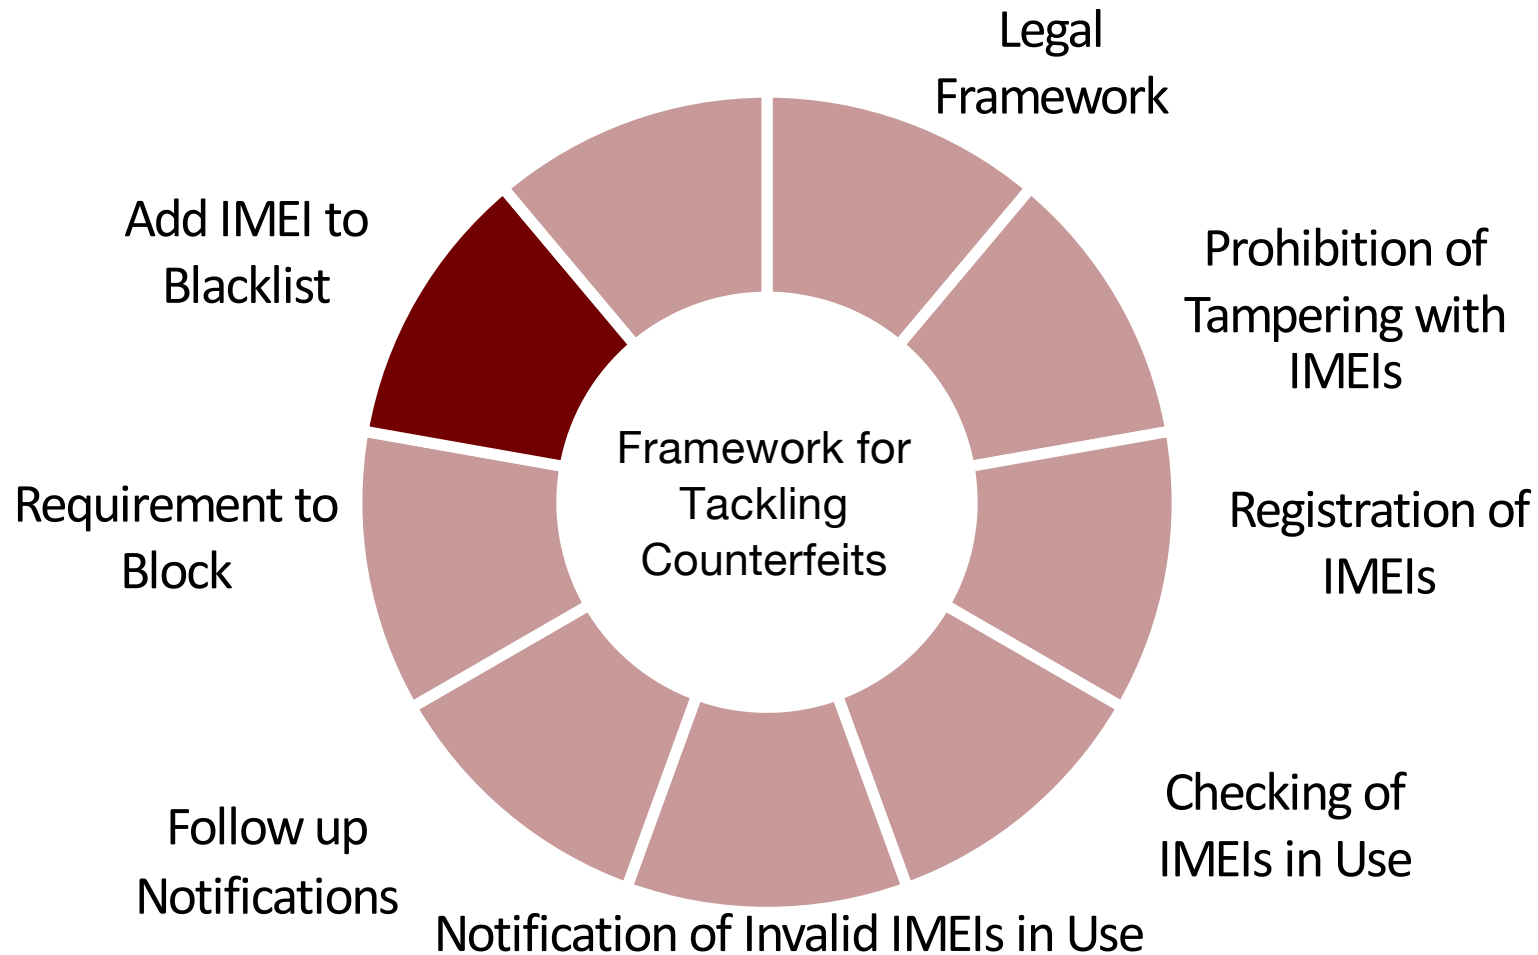 Legal
Framework
Prohibition of
Tampering with
IMEIs
Registration of
IMEIs
Checking of
IMEIs in Use
Notification of Invalid IMEIs in Use
Follow up
Notifications
Requirement to
Block
Add IMEI to
Blacklist
Framework for
Tackling
Counterfeits